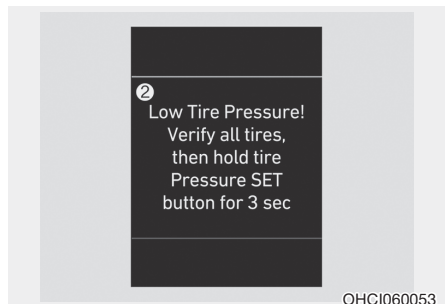 ②
Low Tire Pressure!
Verify all tires,
then hold tire
Pressure SET
button for 3 sec
OHCI060053